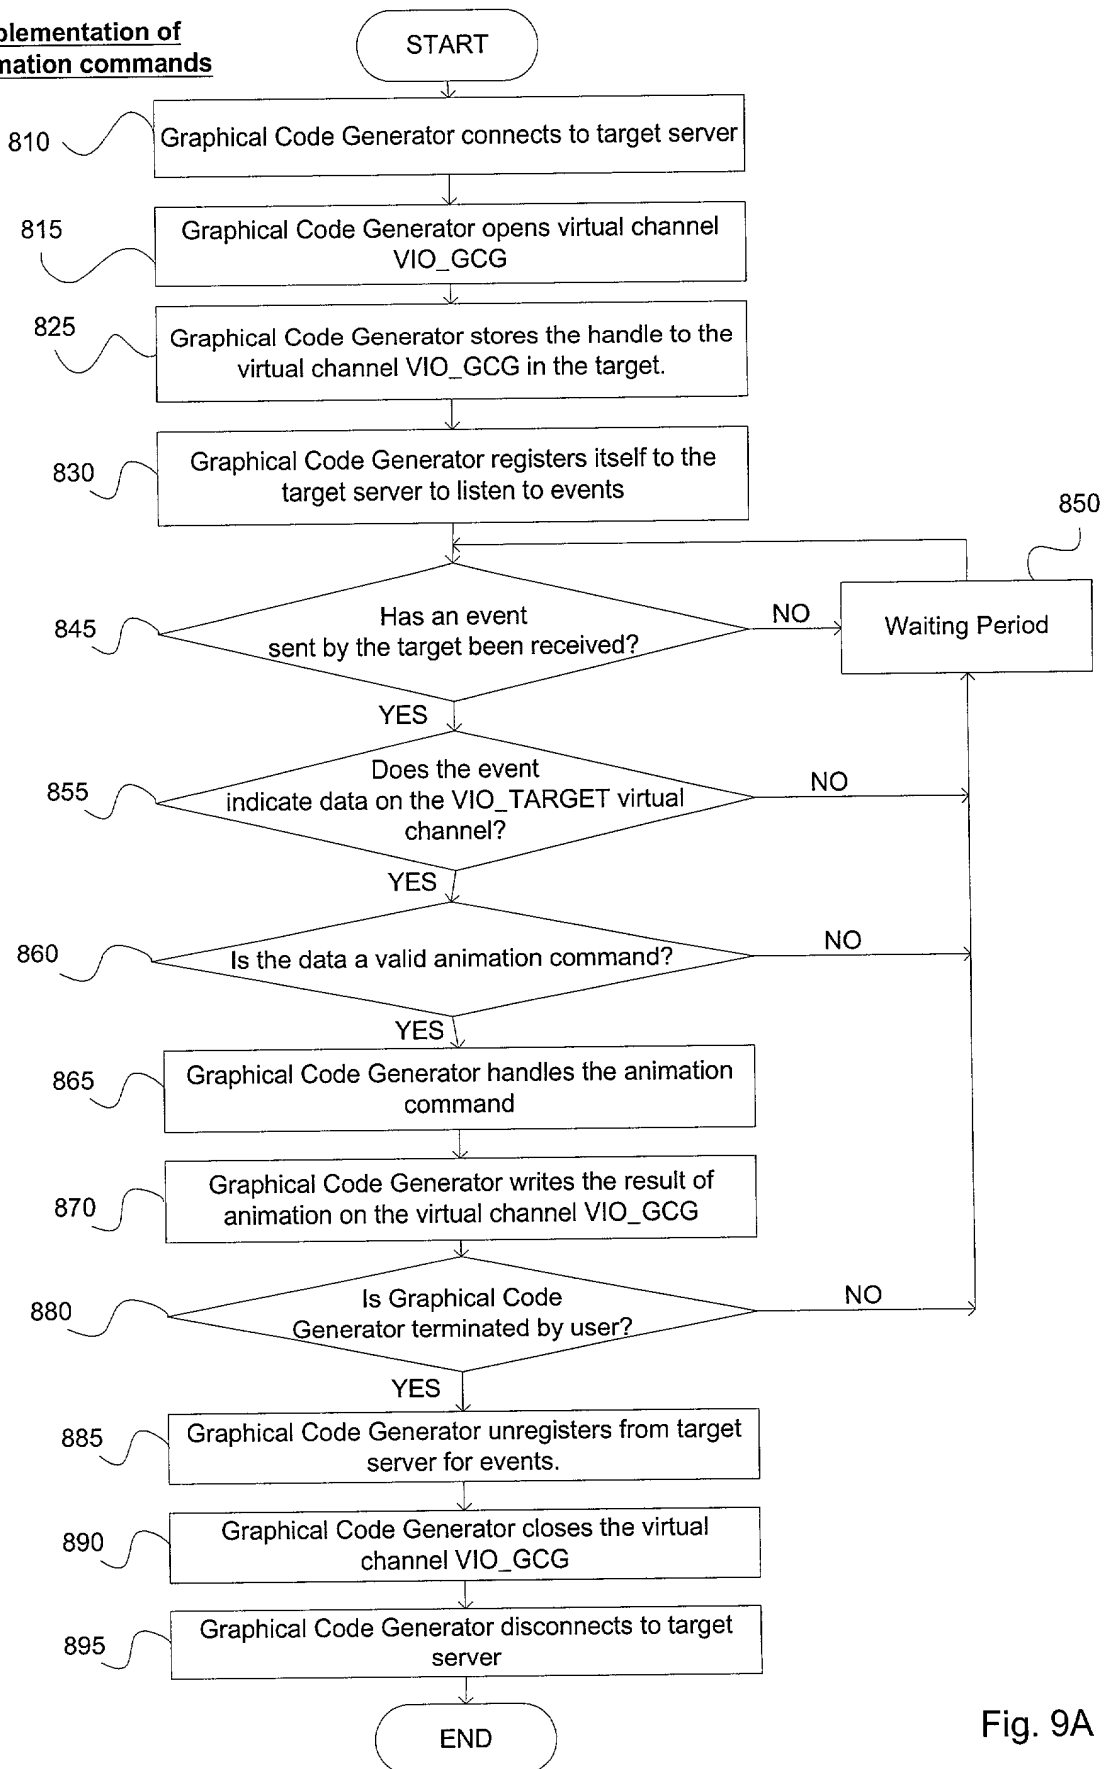 plementation of
mation commands
START
810
Graphical Code Generator connects to target server
815
Graphical Code Generator opens virtual channel
VIO_GCG
825
Graphical Code Generator stores the handle to the
virtual channel VIO_GCG in the target.
830
Graphical Code Generator registers itself to the
target server to listen to events
850
845
Has an event
sent by the target been received?
NO
Waiting Period
YES
855
Does the event
indicate data on the VIO_TARGET virtual
channel?
NO
YES
860
Is the data a valid animation command?
NO
YES
865
Graphical Code Generator handles the animation
command
870
Graphical Code Generator writes the result of
animation on the virtual channel VIO_GCG
880
Is Graphical Code
Generator terminated by user?
NO
YES
885
Graphical Code Generator unregisters from target
server for events.
890
Graphical Code Generator closes the virtual
channel VIO_GCG
895
Graphical Code Generator disconnects to target
server
END
Fig. 9A